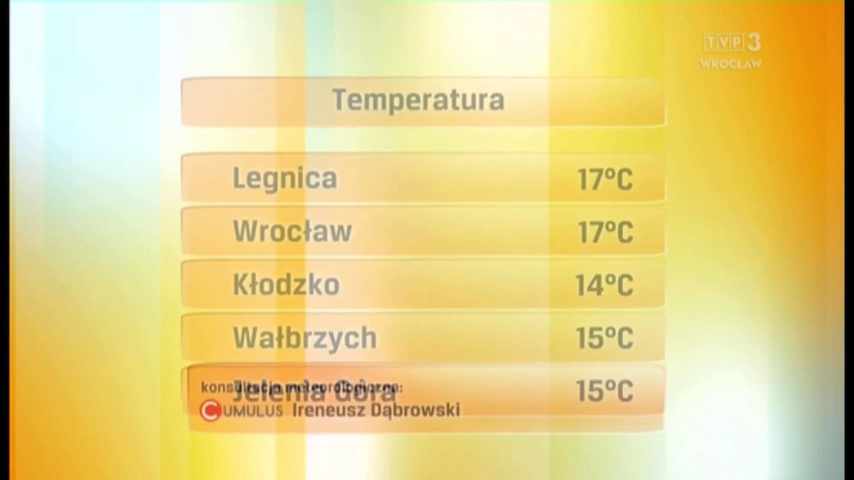 TVP3
WROCŁAW
Temperatura
Legnica 17°C
Wrocław 17°C
Kłodzko 14°C
Wałbrzych 15°C
Jelenia Góra 15°C
konsultacja meteorologiczna:
CUMULUS Ireneusz Dąbrowski